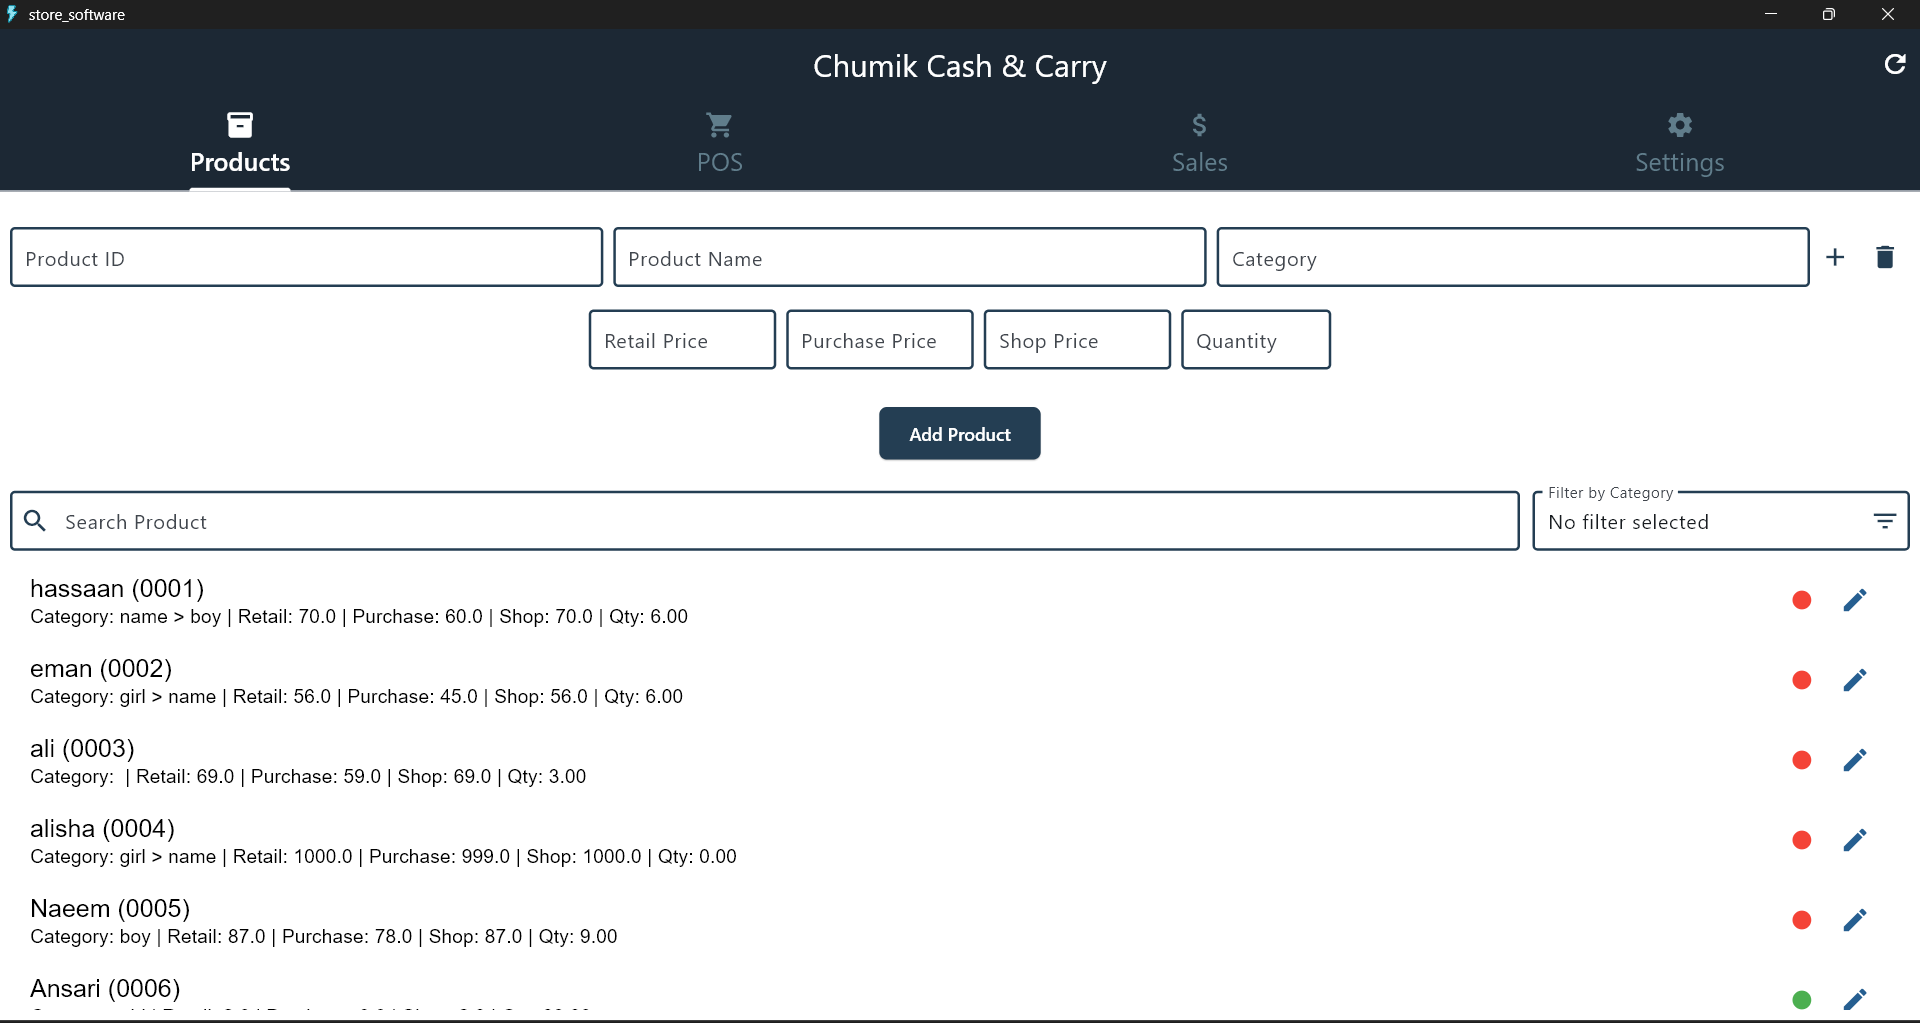 store_software
Chumik Cash & Carry
Products
POS
Sales
Settings
Product ID
Product Name
Category
Retail Price
Purchase Price
Shop Price
Quantity
Add Product
Filter by Category
Search Product
No filter selected
hassaan (0001)
Category: name > boy | Retail: 70.0 | Purchase: 60.0 | Shop: 70.0 | Qty: 6.00
eman (0002)
Category: girl > name | Retail: 56.0 | Purchase: 45.0 | Shop: 56.0 | Qty: 6.00
ali (0003)
Category:  | Retail: 69.0 | Purchase: 59.0 | Shop: 69.0 | Qty: 3.00
alisha (0004)
Category: girl > name | Retail: 1000.0 | Purchase: 999.0 | Shop: 1000.0 | Qty: 0.00
Naeem (0005)
Category: boy | Retail: 87.0 | Purchase: 78.0 | Shop: 87.0 | Qty: 9.00
Ansari (0006)